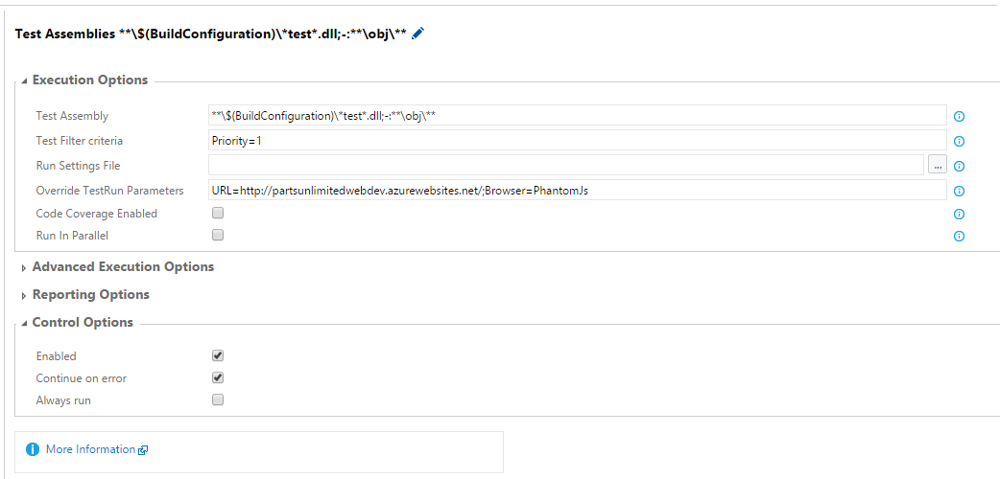 Test Assemblies **\$(BuildConfiguration)\*test*.dll;-:**\obj\**
Execution Options
Test Assembly **\$(BuildConfiguration)\*test*.dll;-:**\obj\**
Test Filter criteria Priority=1
Run Settings File ...
Override TestRun Parameters URL=http://partsunlimitedwebdev.azurewebsites.net/;Browser=PhantomJs
Code Coverage Enabled
Run In Parallel
Advanced Execution Options
Reporting Options
Control Options
Enabled
Continue on error
Always run
More Information